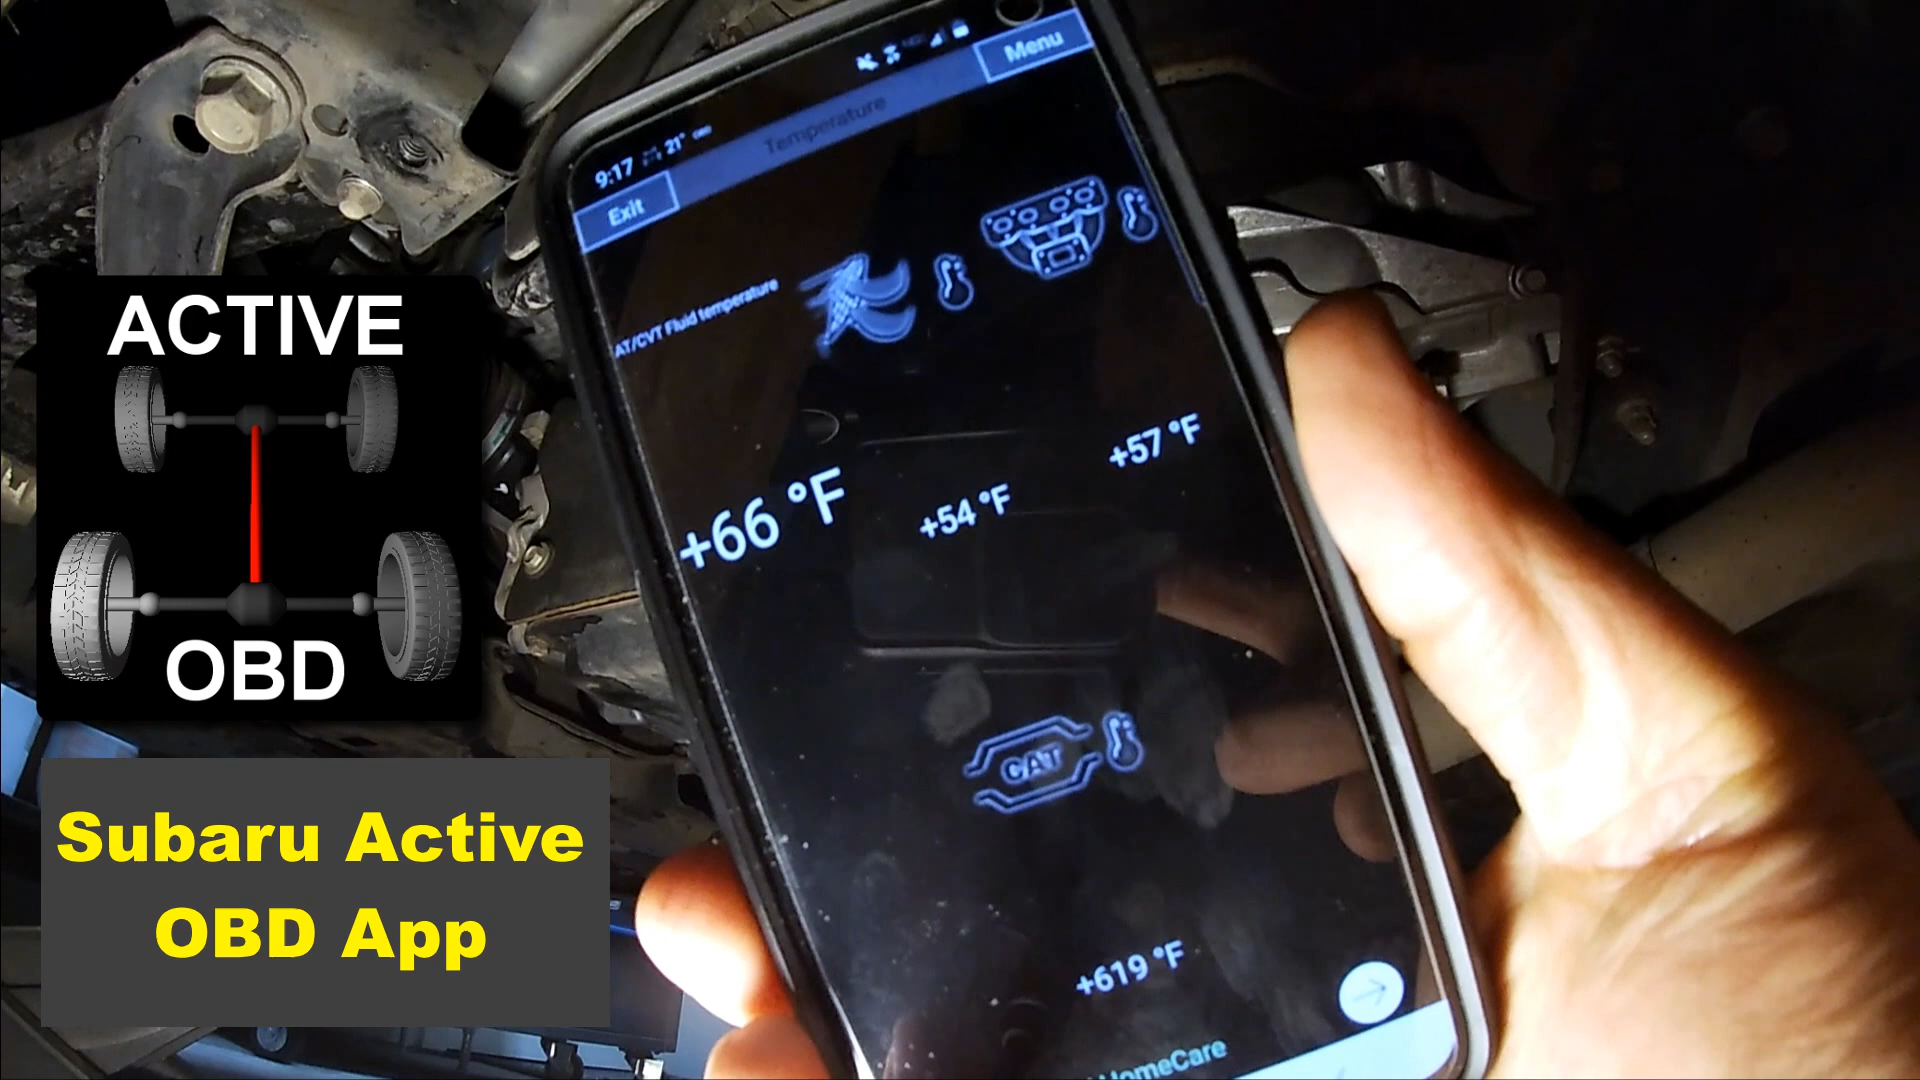 ACTIVE
OBD
Subaru Active
OBD App
9:17 21°
Menu
Temperature
Exit
AT/CVT Fluid temperature
+66 °F
+54 °F
+57 °F
CAT
+619 °F
HomeCare